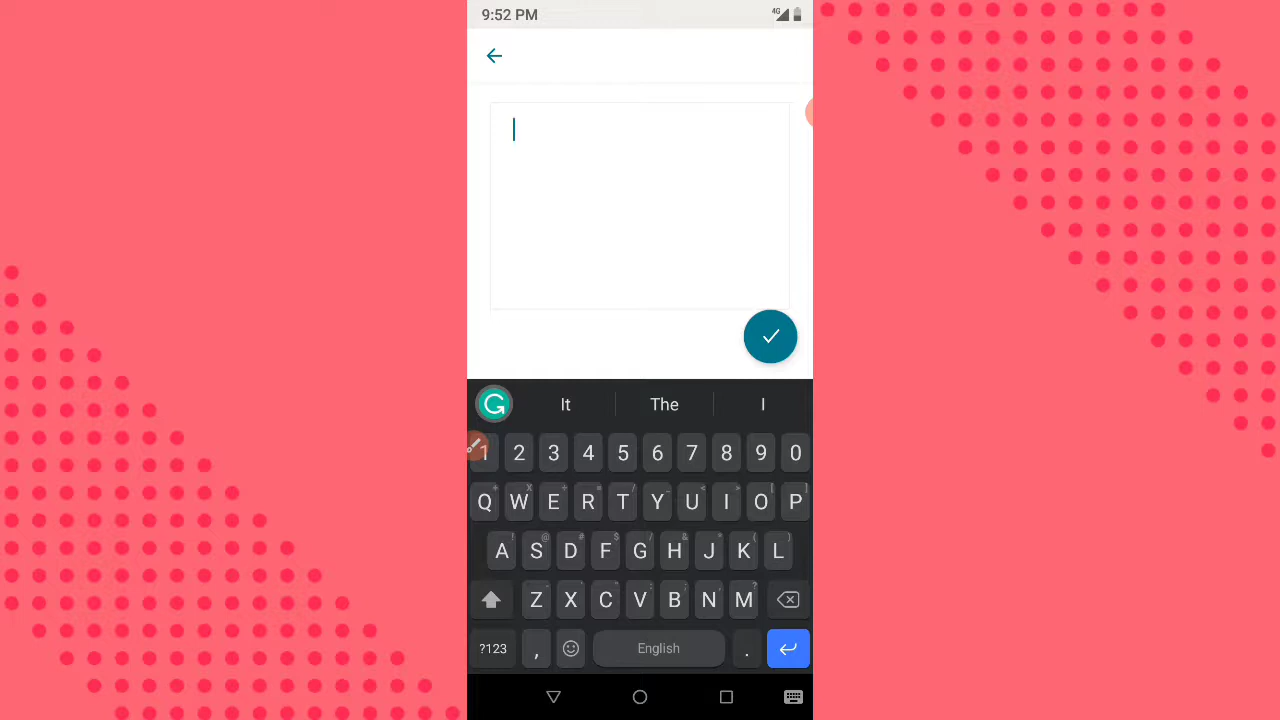 9:52 PM
4G
It The I
1 2 3 4 5 6 7 8 9 0
Q W E R T Y U I O P
A S D F G H J K L
Z X C V B N M
?123 , English .